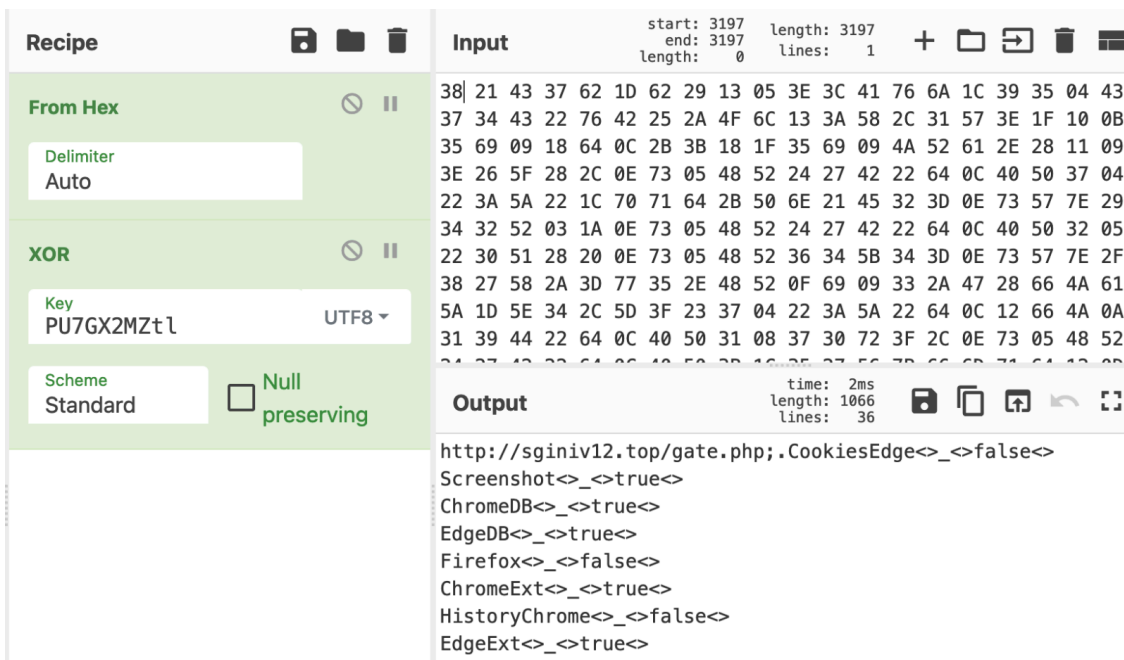 Recipe
From Hex
Delimiter
Auto
XOR
Key
PU7GX2MZtl
UTF8
Scheme
Standard
Null
preserving
Input
start: 3197
end: 3197
length: 0
length: 3197
lines: 1
38 21 43 37 62 1D 62 29 13 05 3E 3C 41 76 6A 1C 39 35 04 43
37 34 43 22 76 42 25 2A 4F 6C 13 3A 58 2C 31 57 3E 1F 10 0B
35 69 09 18 64 0C 2B 3B 18 1F 35 69 09 4A 52 61 2E 28 11 09
3E 26 5F 28 2C 0E 73 05 48 52 24 27 42 22 64 0C 40 50 37 04
22 3A 5A 22 1C 70 71 64 2B 50 6E 21 45 32 3D 0E 73 57 7E 29
34 32 52 03 1A 0E 73 05 48 52 24 27 42 22 64 0C 40 50 32 05
22 30 51 28 20 0E 73 05 48 52 36 34 5B 34 3D 0E 73 57 7E 2F
38 27 58 2A 3D 77 35 2E 48 52 0F 69 09 33 2A 47 28 66 4A 61
5A 1D 5E 34 2C 5D 3F 23 37 04 22 3A 5A 22 64 0C 12 66 4A 0A
31 39 44 22 64 0C 40 50 31 08 37 30 72 3F 2C 0E 73 05 48 52
Output
time: 2ms
length: 1066
lines: 36
http://sginiv12.top/gate.php;.CookiesEdge<>_<>false<>
Screenshot<>_<>true<>
ChromeDB<>_<>true<>
EdgeDB<>_<>true<>
Firefox<>_<>false<>
ChromeExt<>_<>true<>
HistoryChrome<>_<>false<>
EdgeExt<>_<>true<>